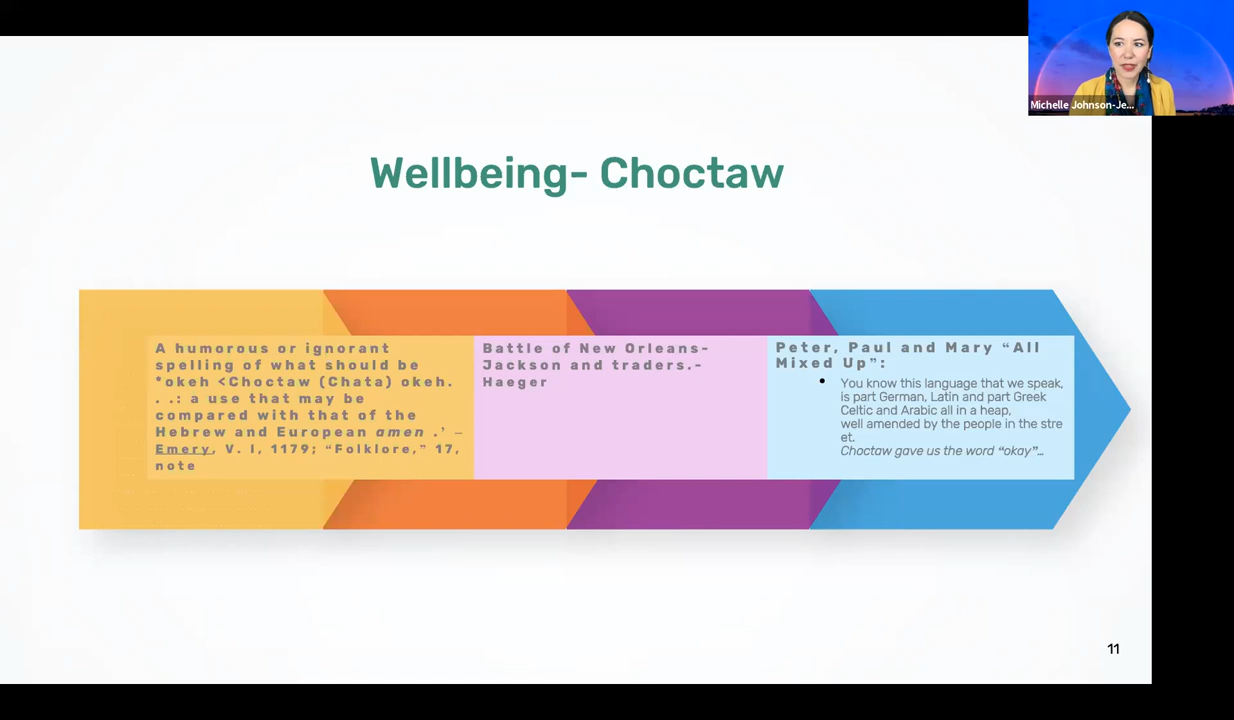 Michelle Johnson-Je...
Wellbeing- Choctaw
A humorous or ignorant
spelling of what should be
*okeh <Choctaw (Chata) okeh.
. .: a use that may be
compared with that of the
Hebrew and European amen .' –
Emery, V. I, 1179; “Folklore,” 17,
note
Battle of New Orleans-
Jackson and traders.-
Haeger
Peter, Paul and Mary “All
Mixed Up”:
• You know this language that we speak,
is part German, Latin and part Greek
Celtic and Arabic all in a heap,
well amended by the people in the stre
et.
Choctaw gave us the word “okay”…
11